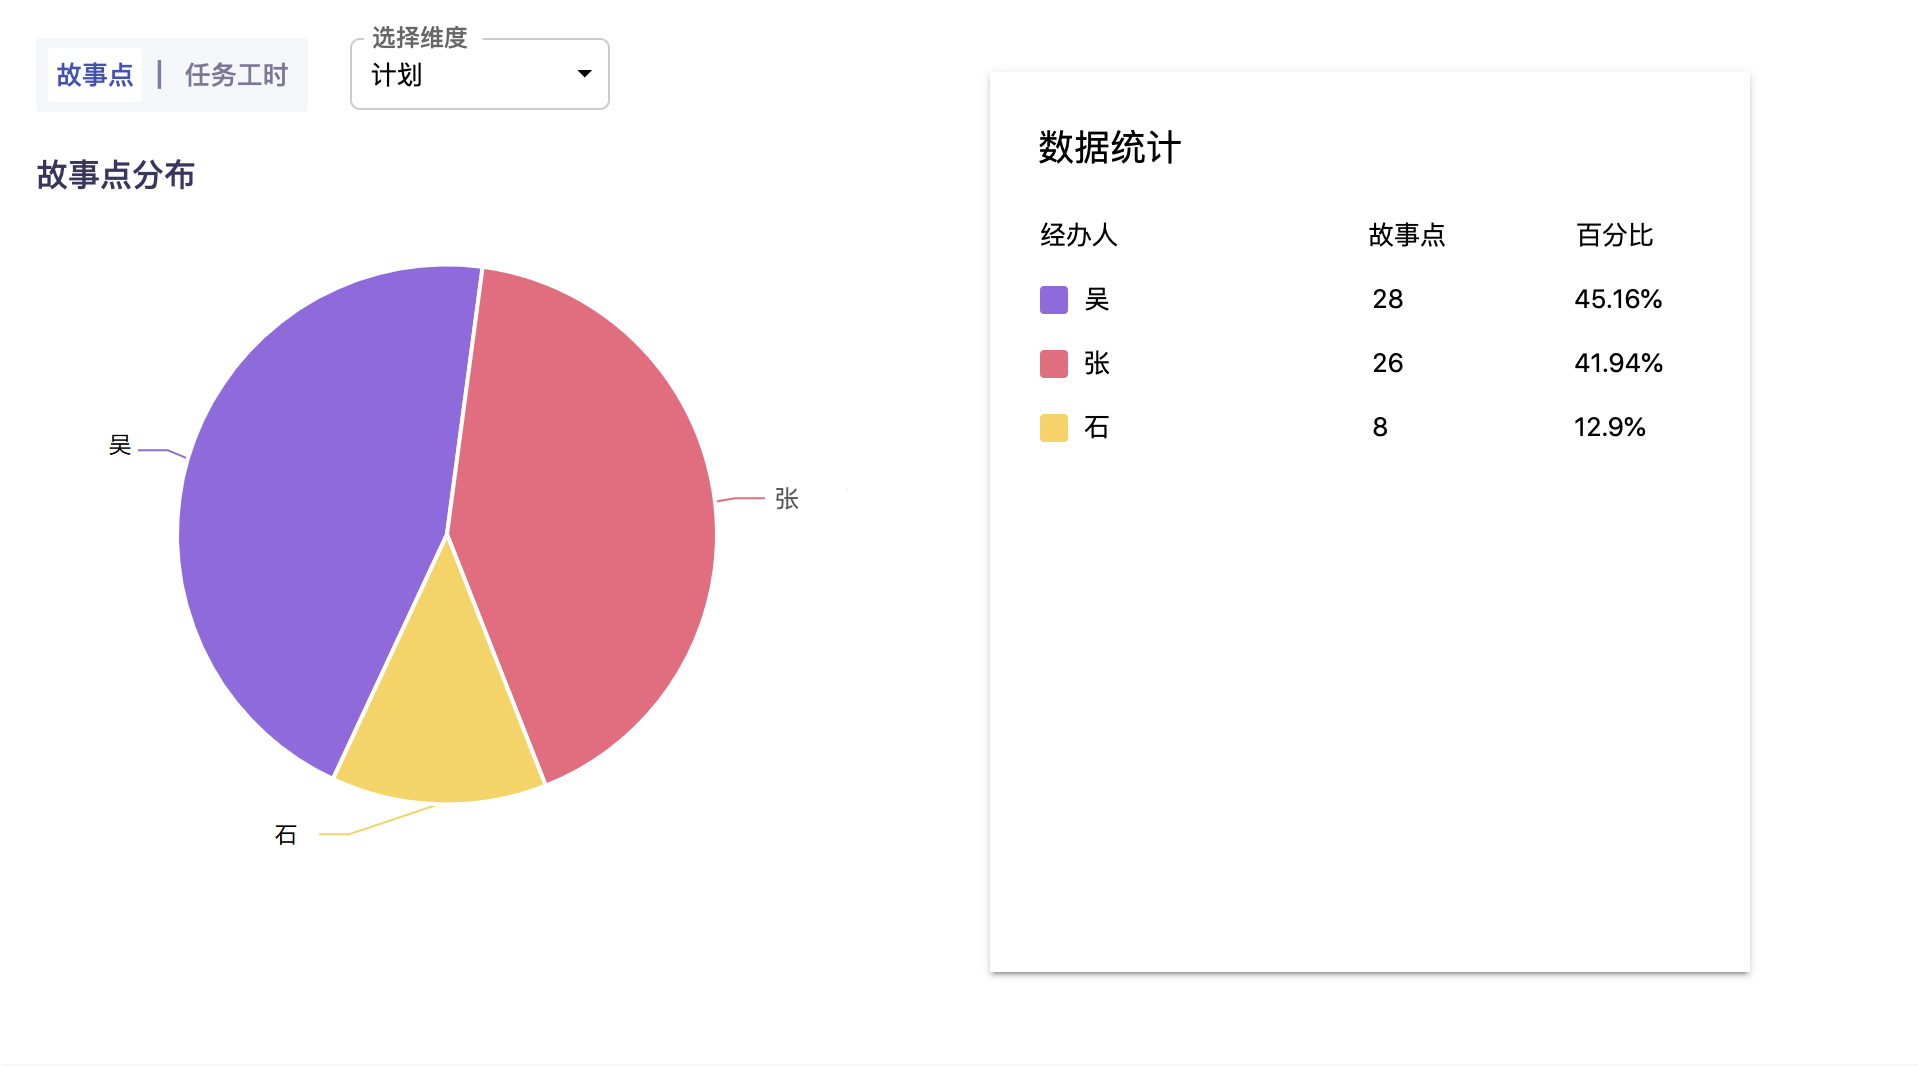 故事点 | 任务工时
选择维度
计划
故事点分布
吴
张
石
数据统计
经办人 故事点 百分比
吴 28 45.16%
张 26 41.94%
石 8 12.9%